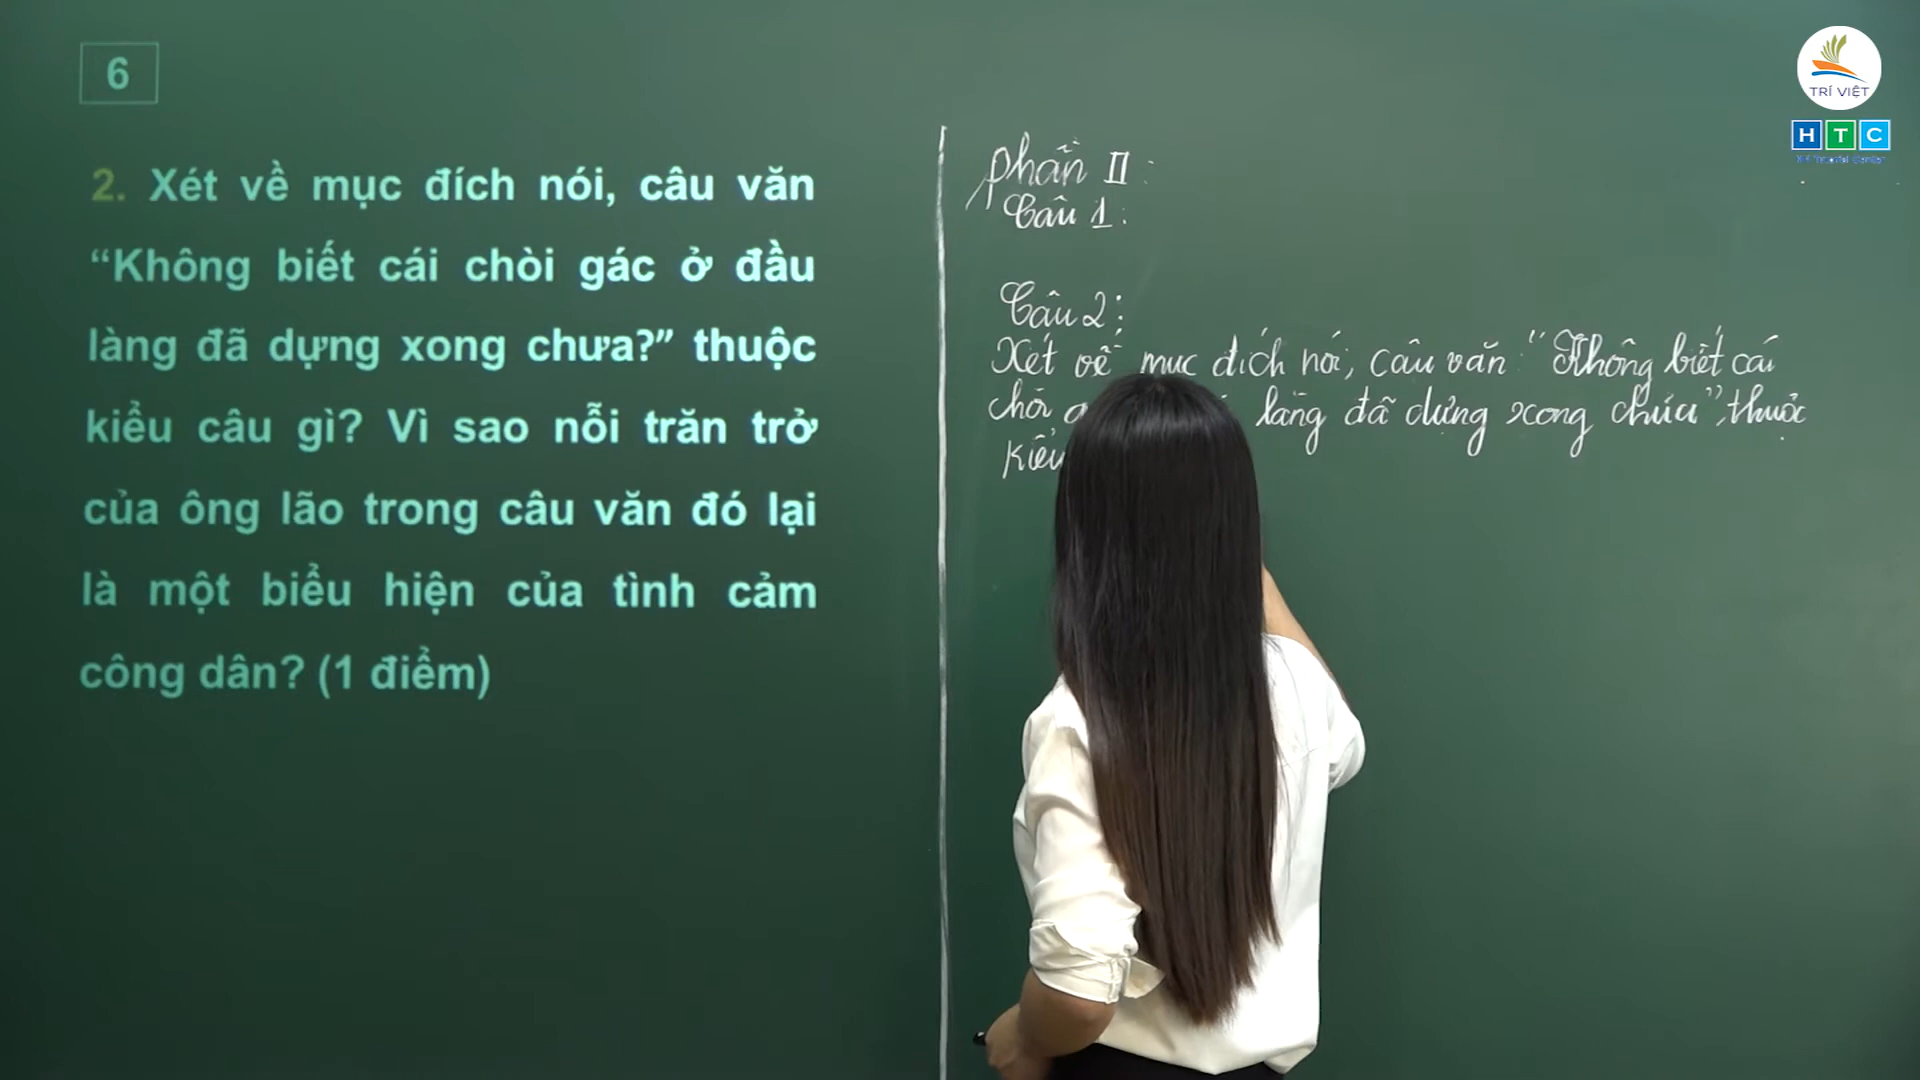 6
TRÍ VIỆT
HTC
2. Xét về mục đích nói, câu văn
“Không biết cái chòi gác ở đầu
làng đã dựng xong chưa?” thuộc
kiểu câu gì? Vì sao nỗi trăn trở
của ông lão trong câu văn đó lại
là một biểu hiện của tình cảm
công dân? (1 điểm)
Phần II:
Câu 1:
Câu 2:
Xét về mục đích nói, câu văn "Không biết cái
chòi làng đã dựng xong chưa", thuộc
kiểu